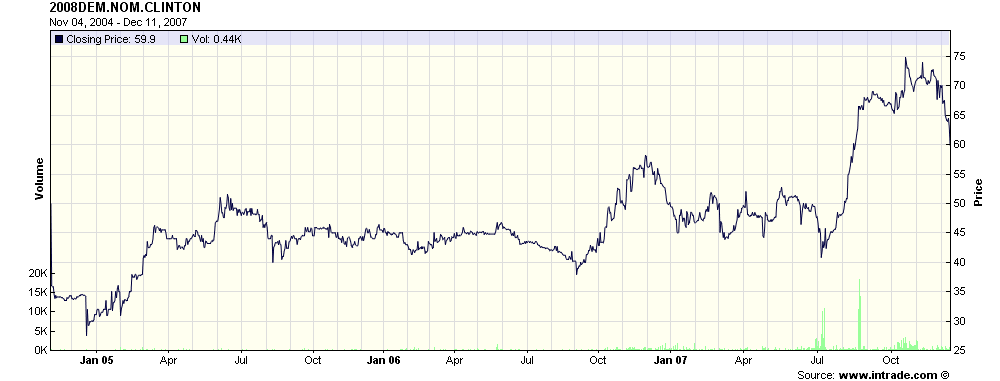 2008DEM.NOM.CLINTON
Nov 04, 2004 - Dec 11, 2007
Closing Price: 59.9 Vol: 0.44K
75
70
65
60
55
50
45
40
35
30
25
Price
Volume
20K
15K
10K
5K
0K
Jan 05 Apr Jul Oct Jan 06 Apr Jul Oct Jan 07 Apr Jul Oct
Source: www.intrade.com ©